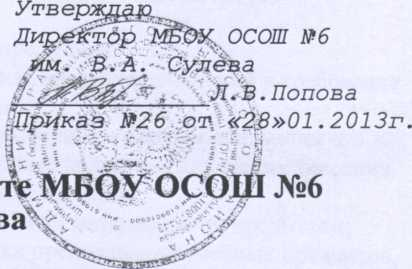 Утверждаю
Директор МБОУ ОСОШ №6
им. В.А. Сулева
Л.В.Попова
Приказ №26 от «28»01.2013г.
те МБОУ ОСОШ №6
ва